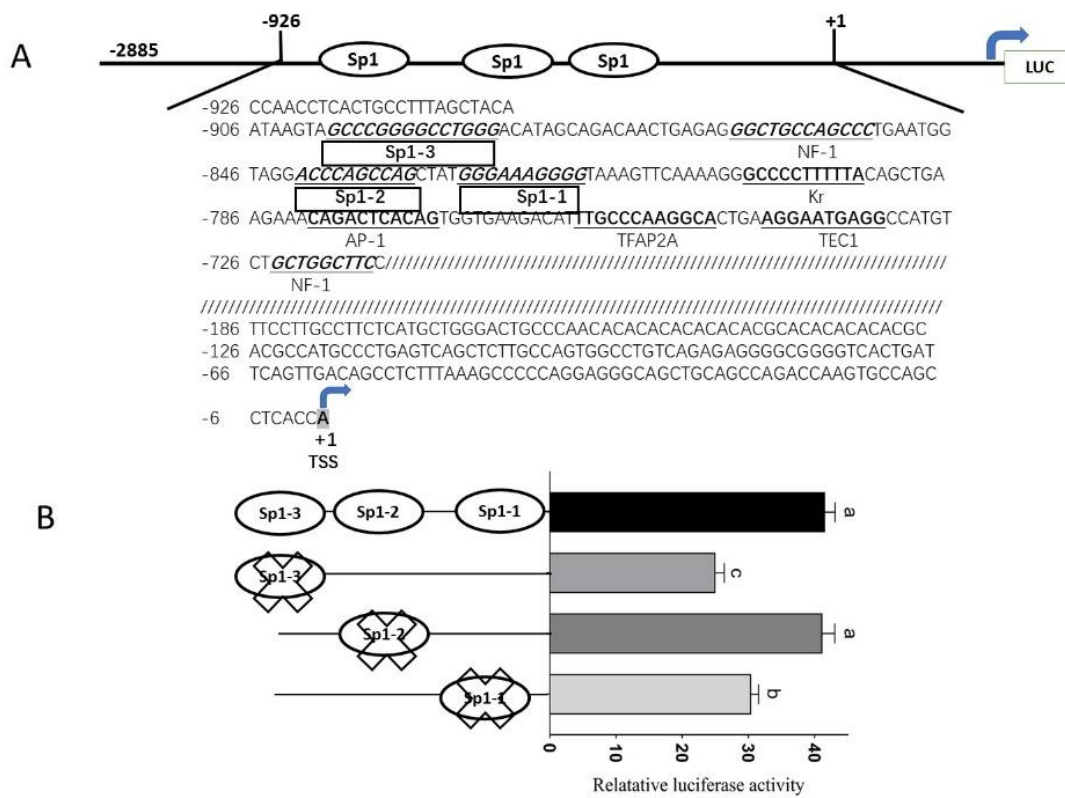 A
-2885
-926
+1
Sp1 Sp1 Sp1
LUC
-926 CCAACCTCACTGCCTTTAGCTACA
-906 ATAAGTAGCCCGGGGCCTGGGACATAGCAGACAACTGAGAGGGCTGCCAGCCCTGAATGG
Sp1-3 NF-1
-846 TAGGACCCAGCCAGCTATGGGAAAGGGGTAAAGTTCAAAAGGGCCCCTTTTTACAGCTGA
Sp1-2 Sp1-1 Kr
-786 AGAAACAGACTCACAGTGGTGAAGACATTTGCCCAAGGCACTGAAGGAATGAGGCCATGT
AP-1 TFAP2A TEC1
-726 CTGCTGGCTTCC
NF-1
-186 TTCCTTGCCTTCTCATGCTGGGACTGCCCAACACACACACACACACGCACACACACACGC
-126 ACGCCATGCCCTGAGTCAGCTCTTGCCAGTGGCCTGTCAGAGAGGGGCGGGGTCACTGAT
-66 TCAGTTGACAGCCTCTTTAAAGCCCCCAGGAGGGCAGCTGCAGCCAGACCAAGTGCCAGC
-6 CTCACCA
+1
TSS
B
Sp1-3 Sp1-2 Sp1-1 a
Sp1-3 c
Sp1-2 a
Sp1-1 b
0 10 20 30 40
Relatative luciferase activity